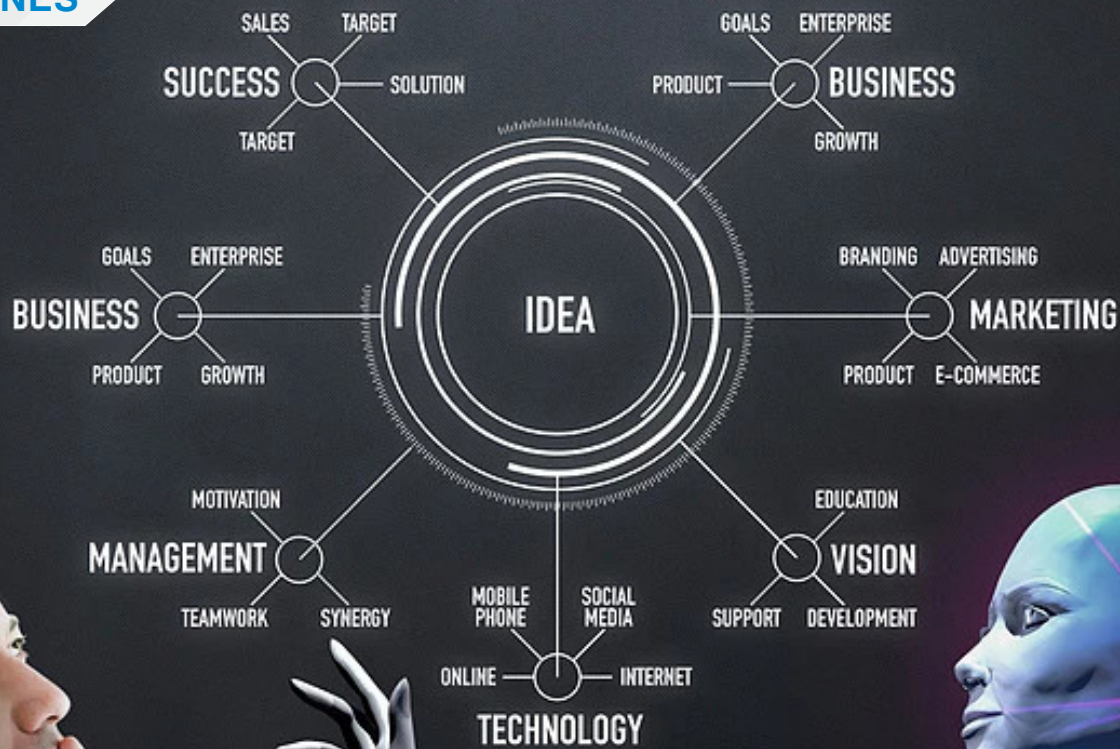 NES
SALES
TARGET
SUCCESS
SOLUTION
TARGET
GOALS
ENTERPRISE
PRODUCT
BUSINESS
GROWTH
GOALS
ENTERPRISE
BUSINESS
PRODUCT
GROWTH
IDEA
BRANDING
ADVERTISING
MARKETING
PRODUCT
E-COMMERCE
MOTIVATION
MANAGEMENT
TEAMWORK
SYNERGY
MOBILE
PHONE
SOCIAL
MEDIA
ONLINE
INTERNET
TECHNOLOGY
EDUCATION
VISION
SUPPORT
DEVELOPMENT